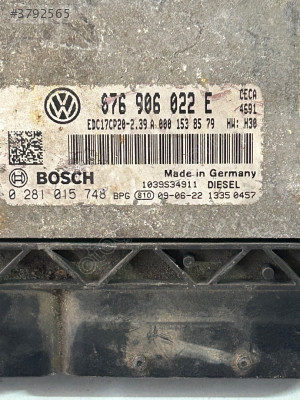 #3792565
076 906 022 E
CECA
4691
EDC17CP20-2.39 A 000 153 85 79 HW: H30
Made in Germany
BOSCH
1039S34911 DIESEL
0 281 015 748 BPG 810 09-06-22 1335 0457